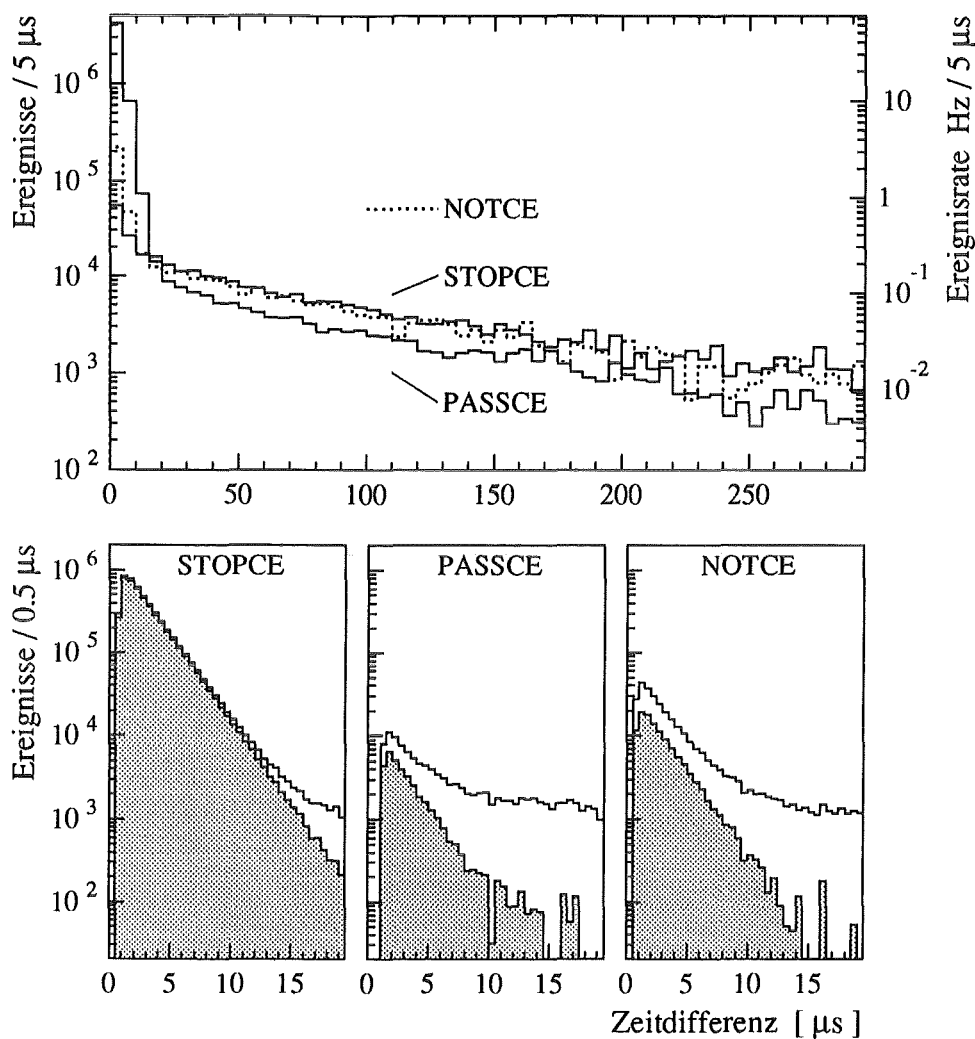 Ereignisse / 5 µs
10^6
10^5
10^4
10^3
10^2
Ereignisrate Hz / 5 µs
10
1
10^-1
10^-2
NOTCE
STOPCE
PASSCE
0 50 100 150 200 250
Ereignisse / 0.5 µs
10^6
10^5
10^4
10^3
10^2
STOPCE PASSCE NOTCE
0 5 10 15 0 5 10 15 0 5 10 15
Zeitdifferenz [ µs ]